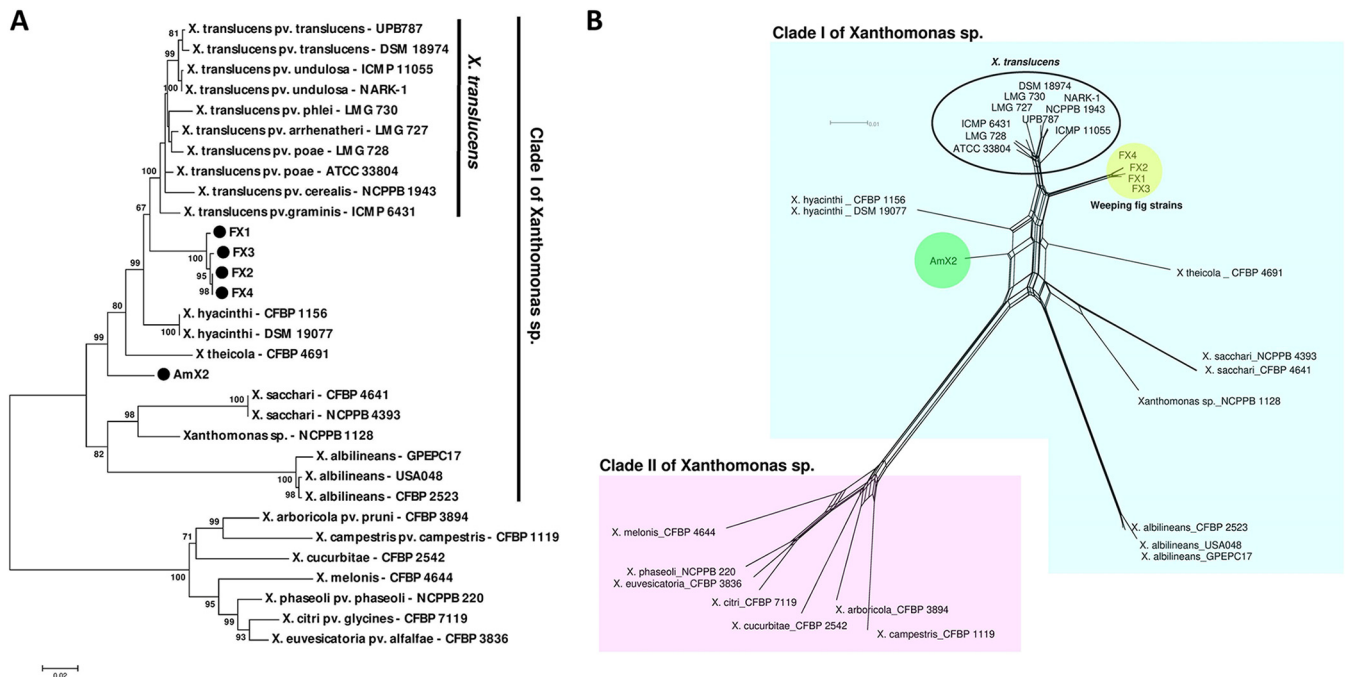 A
81
X. translucens pv. translucens - UPB787
99
X. translucens pv. translucens - DSM 18974
X. translucens pv. undulosa - ICMP 11055
100
X. translucens pv. undulosa - NARK-1
X. translucens pv. phlei - LMG 730
X. translucens pv. arrhenatheri - LMG 727
X. translucens pv. poae - LMG 728
100
X. translucens pv. poae - ATCC 33804
X. translucens pv. cerealis - NCPPB 1943
67
X. translucens pv.graminis - ICMP 6431
FX1
100
FX3
95
FX2
98
FX4
99
X. hyacinthi - CFBP 1156
80
100
X. hyacinthi - DSM 19077
99
X theicola - CFBP 4691
AmX2
100
X. sacchari - CFBP 4641
98
X. sacchari - NCPPB 4393
Xanthomonas sp. - NCPPB 1128
82
X. albilineans - GPEPC17
100
X. albilineans - USA048
98
X. albilineans - CFBP 2523
99
X. arboricola pv. pruni - CFBP 3894
71
X. campestris pv. campestris - CFBP 1119
X. cucurbitae - CFBP 2542
100
X. melonis - CFBP 4644
95
X. phaseoli pv. phaseoli - NCPPB 220
99
X. citri pv. glycines - CFBP 7119
93
X. euvesicatoria pv. alfalfae - CFBP 3836
0.02
X. translucens
Clade I of Xanthomonas sp.
B
Clade I of Xanthomonas sp.
X. translucens
DSM 18974
LMG 730
NARK-1
LMG 727
NCPPB 1943
UPB787
ICMP 6431
ICMP 11055
LMG 728
ATCC 33804
0.01
FX4
FX2
FX1
FX3
Weeping fig strains
X. hyacinthi _ CFBP 1156
X. hyacinthi _ DSM 19077
AmX2
X theicola _ CFBP 4691
X. sacchari_NCPPB 4393
X. sacchari_CFBP 4641
Xanthomonas sp._NCPPB 1128
X. albilineans_CFBP 2523
X. albilineans_USA048
X. albilineans_GPEPC17
Clade II of Xanthomonas sp.
X. melonis_CFBP 4644
X. phaseoli_NCPPB 220
X. euvesicatoria_CFBP 3836
X. citri_CFBP 7119
X. arboricola_CFBP 3894
X. cucurbitae_CFBP 2542
X. campestris_CFBP 1119